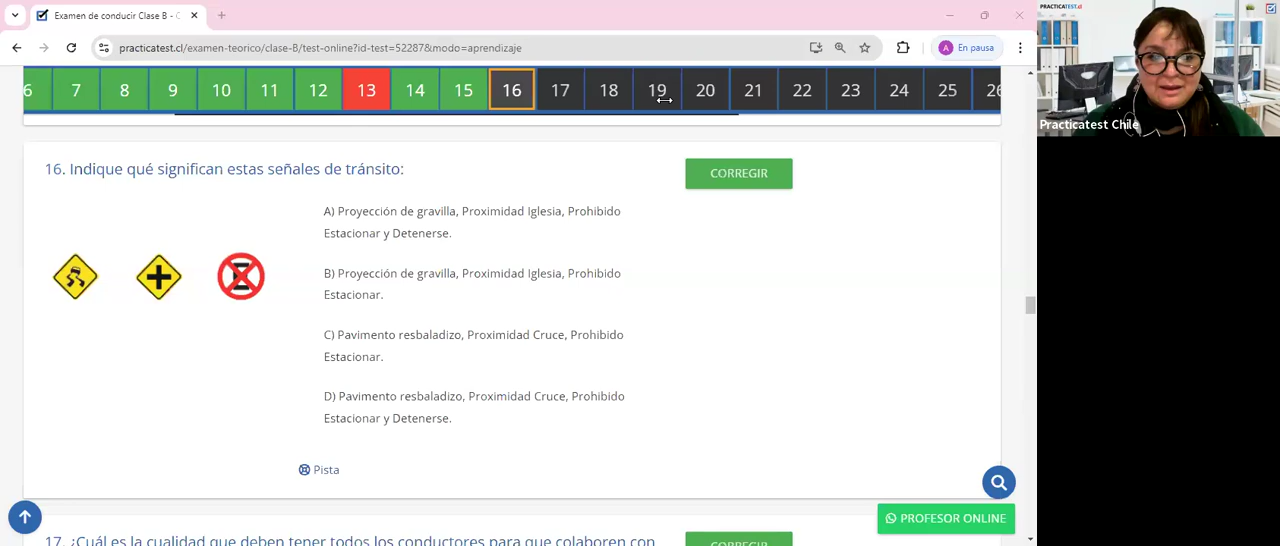 Examen de conducir Clase B - C
practicatest.cl/examen-teorico/clase-B/test-online?id-test=52287&modo=aprendizaje
En pausa
6 7 8 9 10 11 12 13 14 15 16 17 18 19 20 21 22 23 24 25 26
16. Indique qué significan estas señales de tránsito:
CORREGIR
A) Proyección de gravilla, Proximidad Iglesia, Prohibido
Estacionar y Detenerse.
B) Proyección de gravilla, Proximidad Iglesia, Prohibido
Estacionar.
C) Pavimento resbaladizo, Proximidad Cruce, Prohibido
Estacionar.
D) Pavimento resbaladizo, Proximidad Cruce, Prohibido
Estacionar y Detenerse.
Pista
PROFESOR ONLINE
17. ¿Cuál es la cualidad que deben tener todos los conductores para que colaboren con
CORREGIR
PRACTICATEST.cl
Practicatest Chile